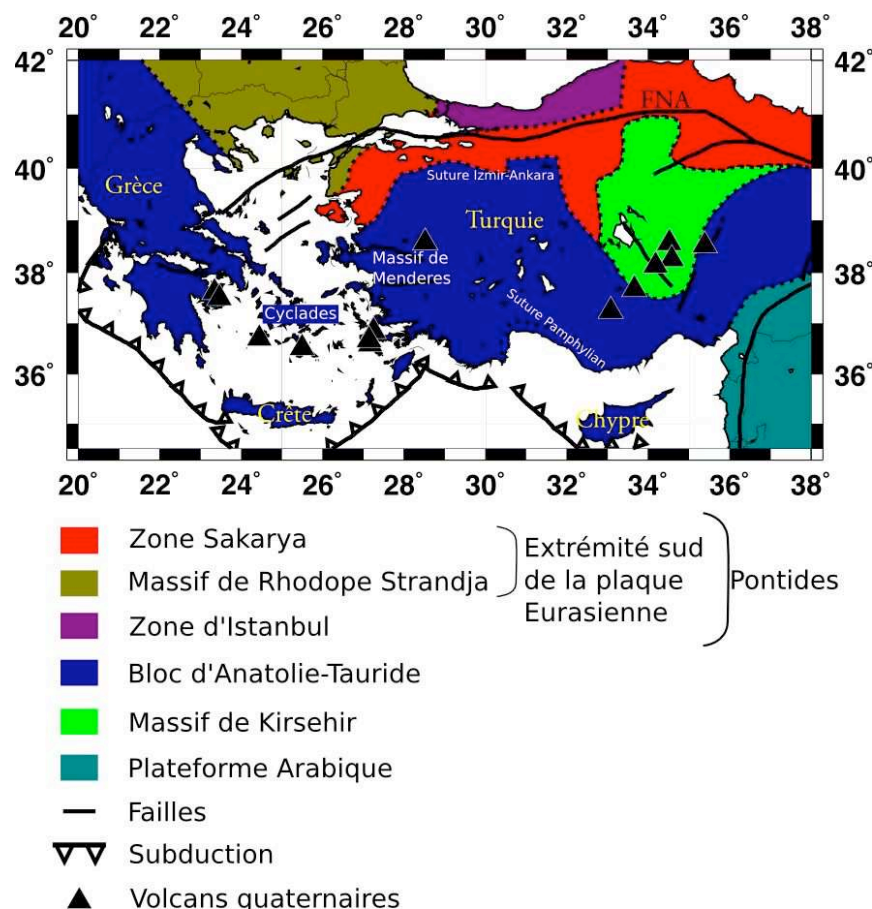 20° 22° 24° 26° 28° 30° 32° 34° 36° 38°
42° 42°
FNA
40° 40°
Grèce
Suture Izmir-Ankara
Turquie
Massif de
Menderes
38° 38°
Cyclades
Suture Pamphylian
36° 36°
Crête
Chypre
20° 22° 24° 26° 28° 30° 32° 34° 36° 38°
Zone Sakarya
Massif de Rhodope Strandja
Extrémité sud
de la plaque
Eurasienne
Pontides
Zone d'Istanbul
Bloc d'Anatolie-Tauride
Massif de Kirsehir
Plateforme Arabique
Failles
Subduction
Volcans quaternaires